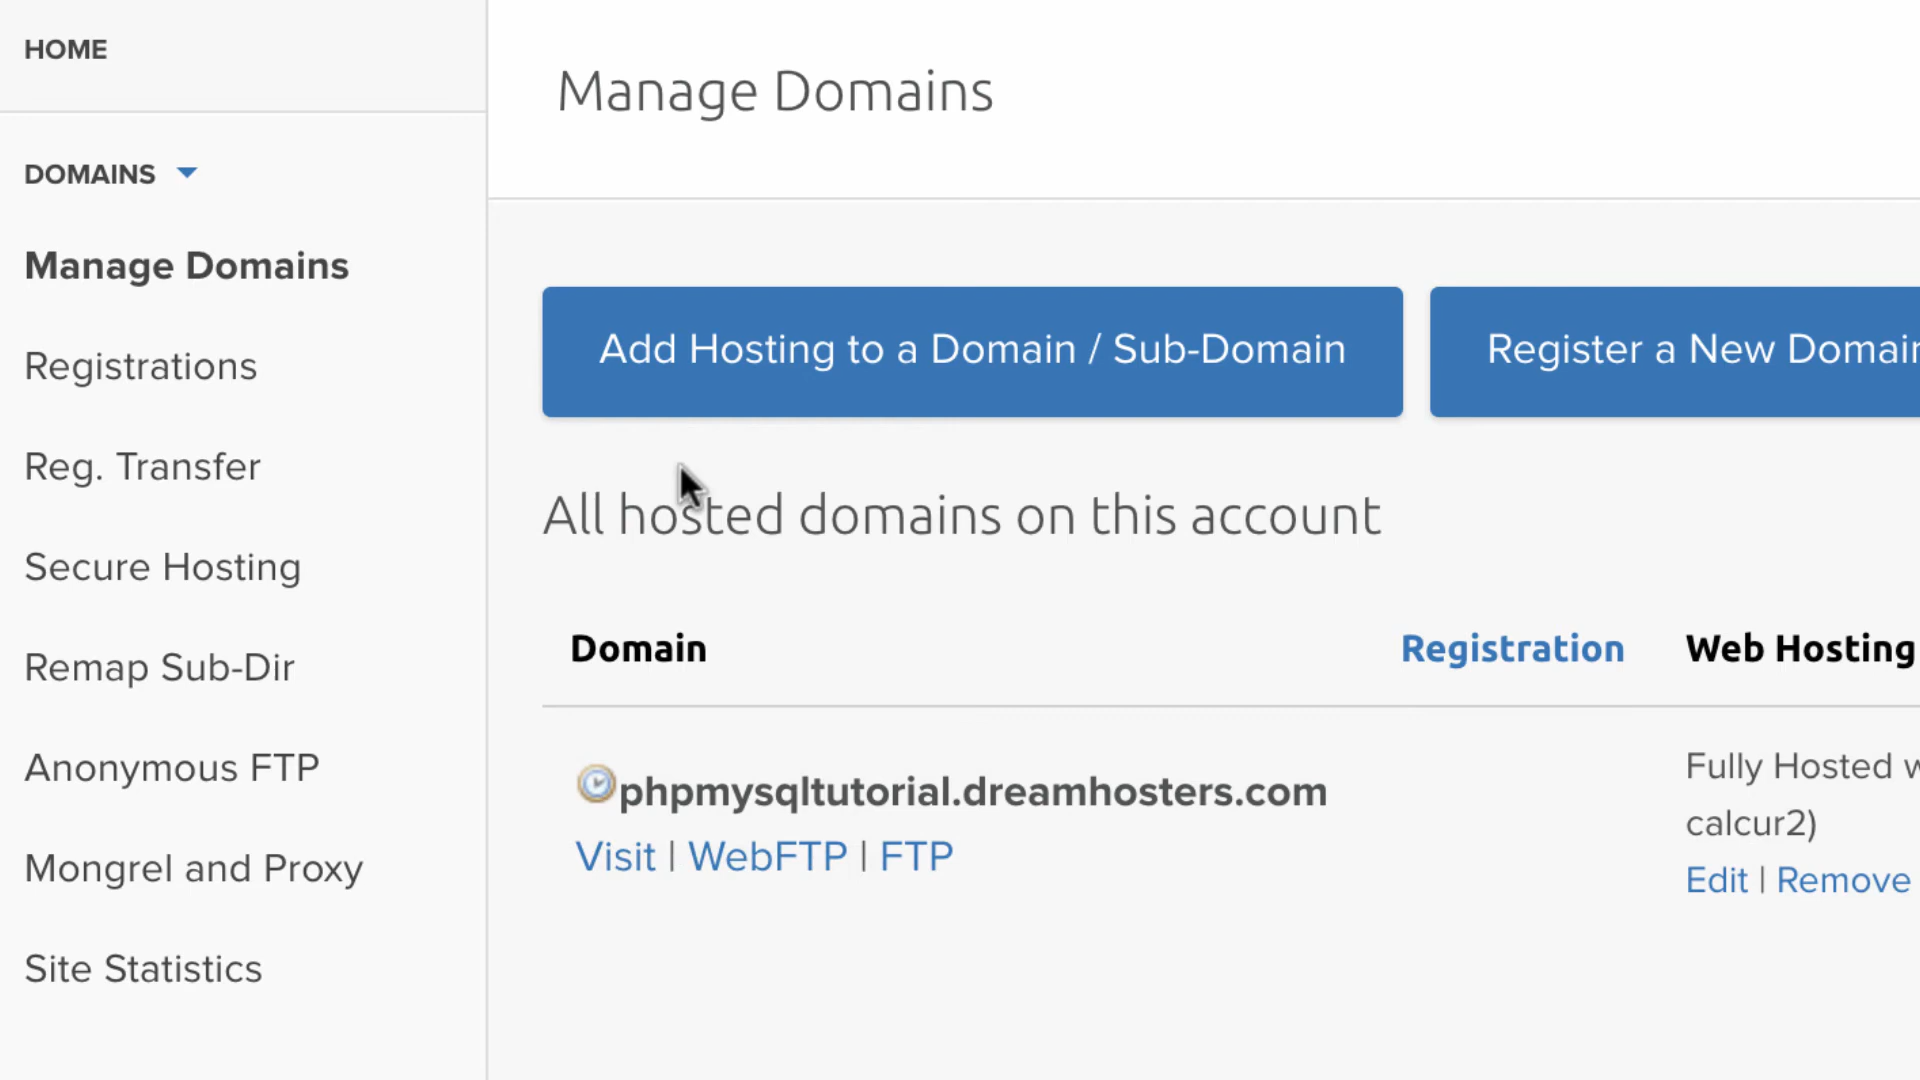 HOME
DOMAINS
Manage Domains
Registrations
Reg. Transfer
Secure Hosting
Remap Sub-Dir
Anonymous FTP
Mongrel and Proxy
Site Statistics
Manage Domains
Add Hosting to a Domain / Sub-Domain
Register a New Domain
All hosted domains on this account
Domain
Registration
Web Hosting
phpmysqltutorial.dreamhosters.com
Visit | WebFTP | FTP
Fully Hosted w
calcur2)
Edit | Remove